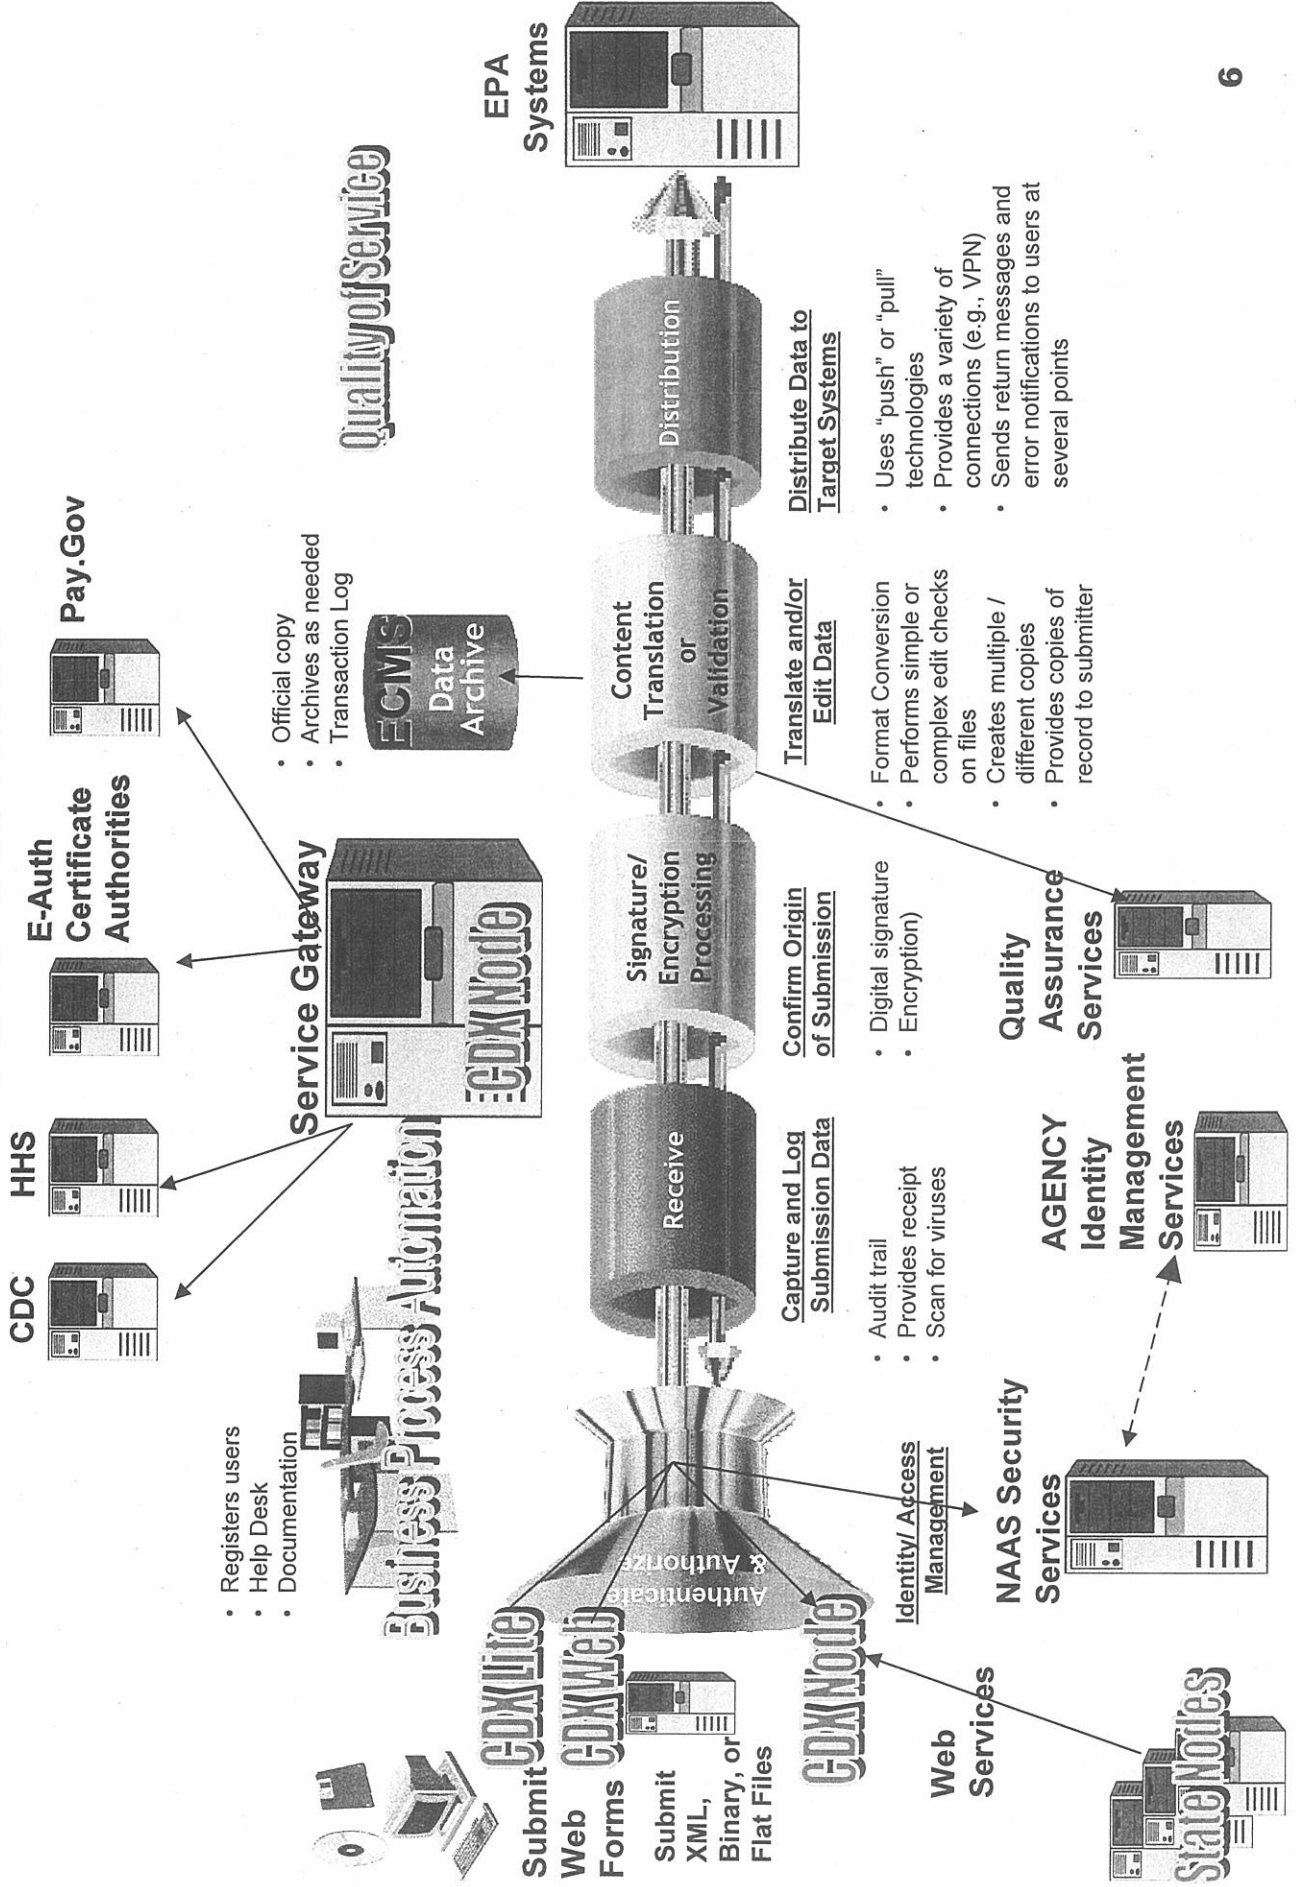 CDC
HHS
E-Auth
Certificate
Authorities
Pay.Gov
• Registers users
• Help Desk
• Documentation
Business Process Automation
Service Gateway
CDX Node
• Official copy
• Archives as needed
• Transaction Log
ECMS
Data
Archive
Quality of Service
EPA
Systems
Submit
Web
Forms
CDX Lite
CDX Web
Submit
XML,
Binary, or
Flat Files
CDX Node
Authenticate
& Authorize
Receive
Signature/
Encryption
Processing
Content
Translation
or
Validation
Distribution
Identity/ Access
Management
Capture and Log
Submission Data
• Audit trail
• Provides receipt
• Scan for viruses
Confirm Origin
of Submission
• Digital signature
• Encryption)
Translate and/or
Edit Data
• Format Conversion
• Performs simple or
complex edit checks
on files
• Creates multiple /
different copies
• Provides copies of
record to submitter
Distribute Data to
Target Systems
• Uses “push” or “pull”
technologies
• Provides a variety of
connections (e.g., VPN)
• Sends return messages and
error notifications to users at
several points
Web
Services
State Nodes
NAAS Security
Services
AGENCY
Identity
Management
Services
Quality
Assurance
Services
6